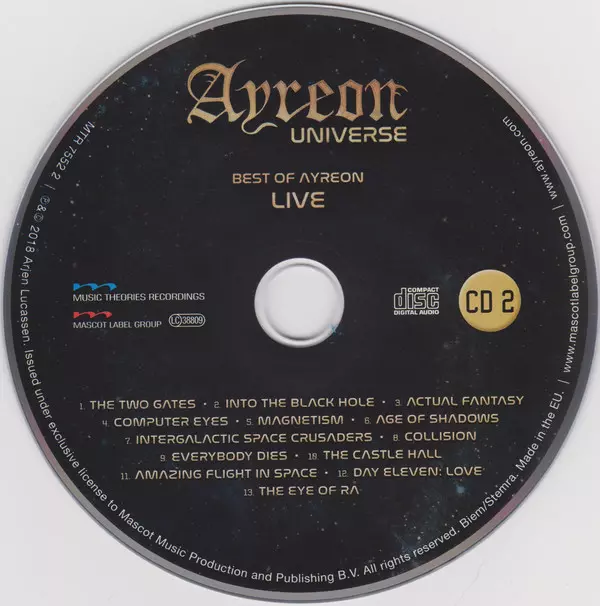 Ayreon
UNIVERSE
BEST OF AYREON
LIVE
MUSIC THEORIES RECORDINGS
MASCOT LABEL GROUP
LC 38809
COMPACT
disc
DIGITAL AUDIO
CD 2
1. THE TWO GATES • 2. INTO THE BLACK HOLE • 3. ACTUAL FANTASY
4. COMPUTER EYES • 5. MAGNETISM • 6. AGE OF SHADOWS
7. INTERGALACTIC SPACE CRUSADERS • 8. COLLISION
9. EVERYBODY DIES • 10. THE CASTLE HALL
11. AMAZING FLIGHT IN SPACE • 12. DAY ELEVEN: LOVE
13. THE EYE OF RA
MTR 7552 2 | ℗&© 2018 Arjen Lucassen. Issued under exclusive license to Mascot Music Production and Publishing B.V. All rights reserved. Biem/Stemra. Made in the EU. | www.mascotlabelgroup.com | www.ayreon.com